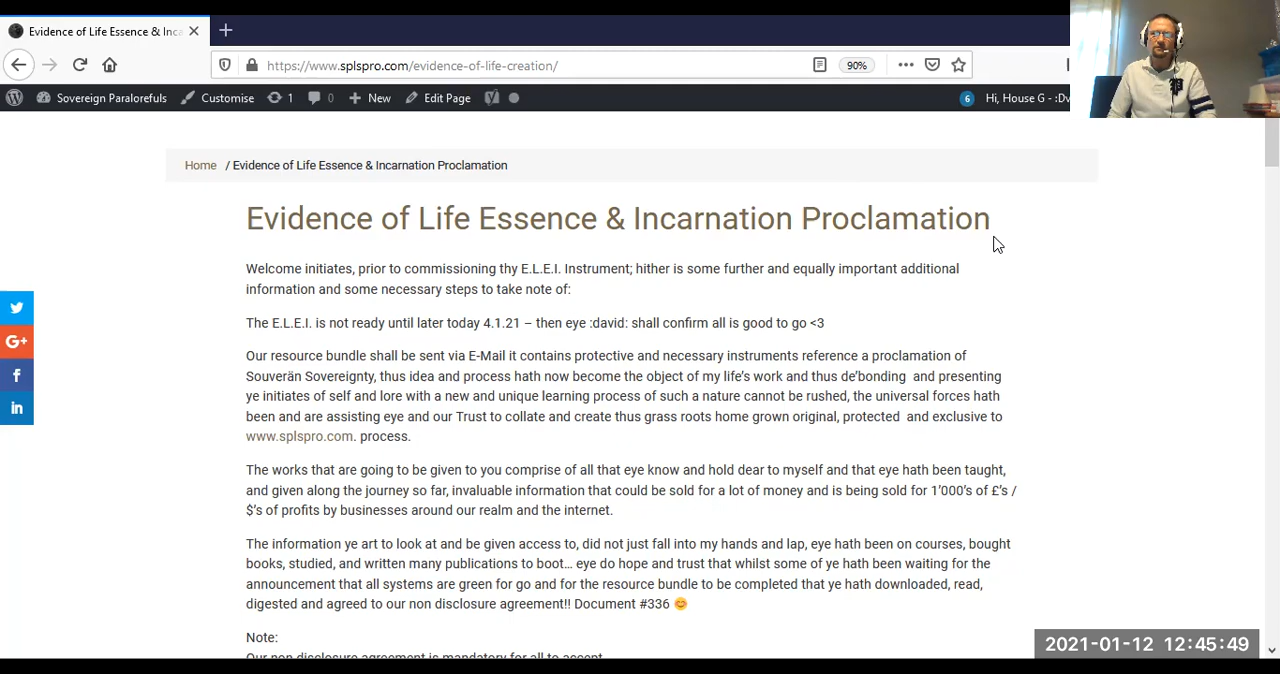 Evidence of Life Essence & Inca
https://www.splspro.com/evidence-of-life-creation/
90%
Sovereign Paralorefuls
Customise
1
0
New
Edit Page
6
Hi, House G - :Dv
Home / Evidence of Life Essence & Incarnation Proclamation
Evidence of Life Essence & Incarnation Proclamation
Welcome initiates, prior to commissioning thy E.L.E.I. Instrument; hither is some further and equally important additional
information and some necessary steps to take note of:
The E.L.E.I. is not ready until later today 4.1.21 – then eye :david: shall confirm all is good to go <3
Our resource bundle shall be sent via E-Mail it contains protective and necessary instruments reference a proclamation of
Souverän Sovereignty, thus idea and process hath now become the object of my life's work and thus de'bonding and presenting
ye initiates of self and lore with a new and unique learning process of such a nature cannot be rushed, the universal forces hath
been and are assisting eye and our Trust to collate and create thus grass roots home grown original, protected and exclusive to
www.splspro.com. process.
The works that are going to be given to you comprise of all that eye know and hold dear to myself and that eye hath been taught,
and given along the journey so far, invaluable information that could be sold for a lot of money and is being sold for 1'000's of £'s /
$'s of profits by businesses around our realm and the internet.
The information ye art to look at and be given access to, did not just fall into my hands and lap, eye hath been on courses, bought
books, studied, and written many publications to boot... eye do hope and trust that whilst some of ye hath been waiting for the
announcement that all systems are green for go and for the resource bundle to be completed that ye hath downloaded, read,
digested and agreed to our non disclosure agreement!! Document #336 😊
Note:
Our non disclosure agreement is mandatory for all to accept
G+
f
in
2021-01-12 12:45:49